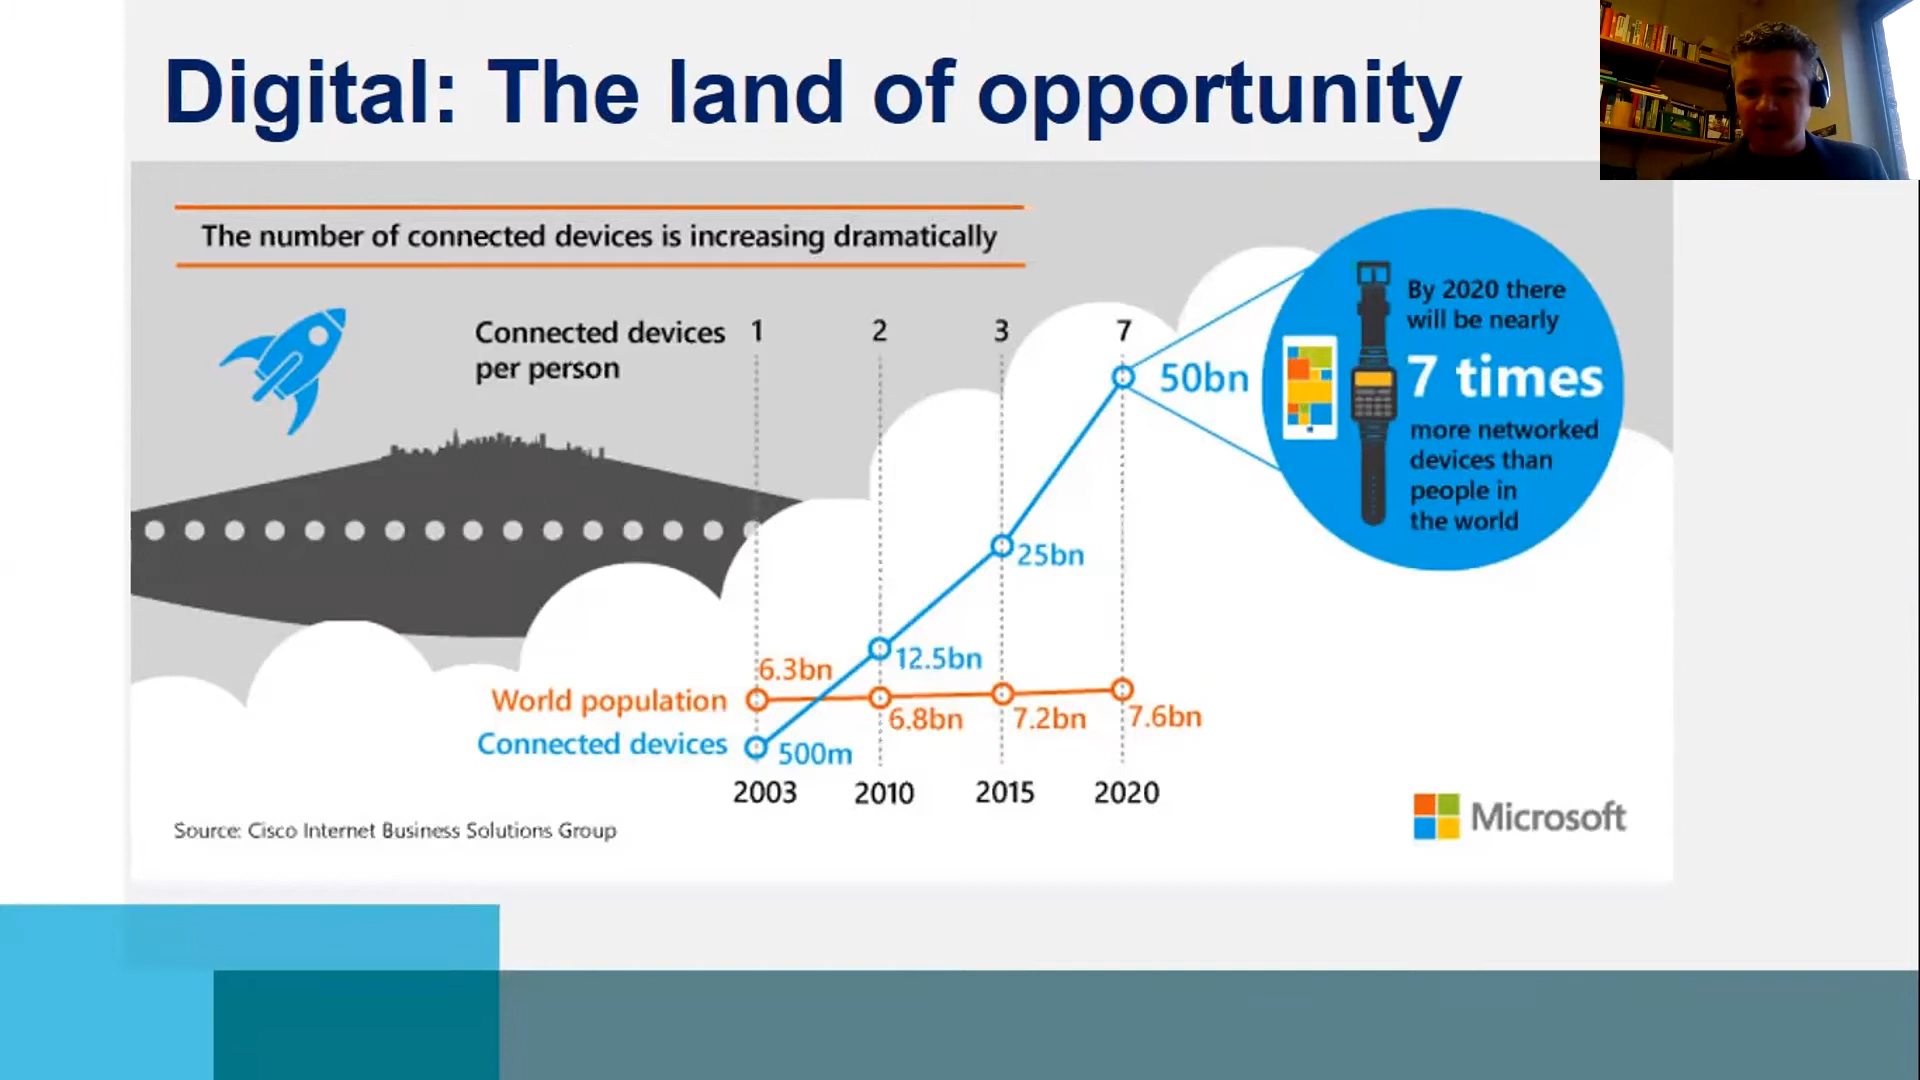 Digital: The land of opportunity
The number of connected devices is increasing dramatically
Connected devices 1 2 3 7
per person
By 2020 there
will be nearly
7 times
more networked
devices than
people in
the world
50bn
25bn
12.5bn
6.3bn
World population
6.8bn 7.2bn 7.6bn
Connected devices 500m
2003 2010 2015 2020
Source: Cisco Internet Business Solutions Group
Microsoft